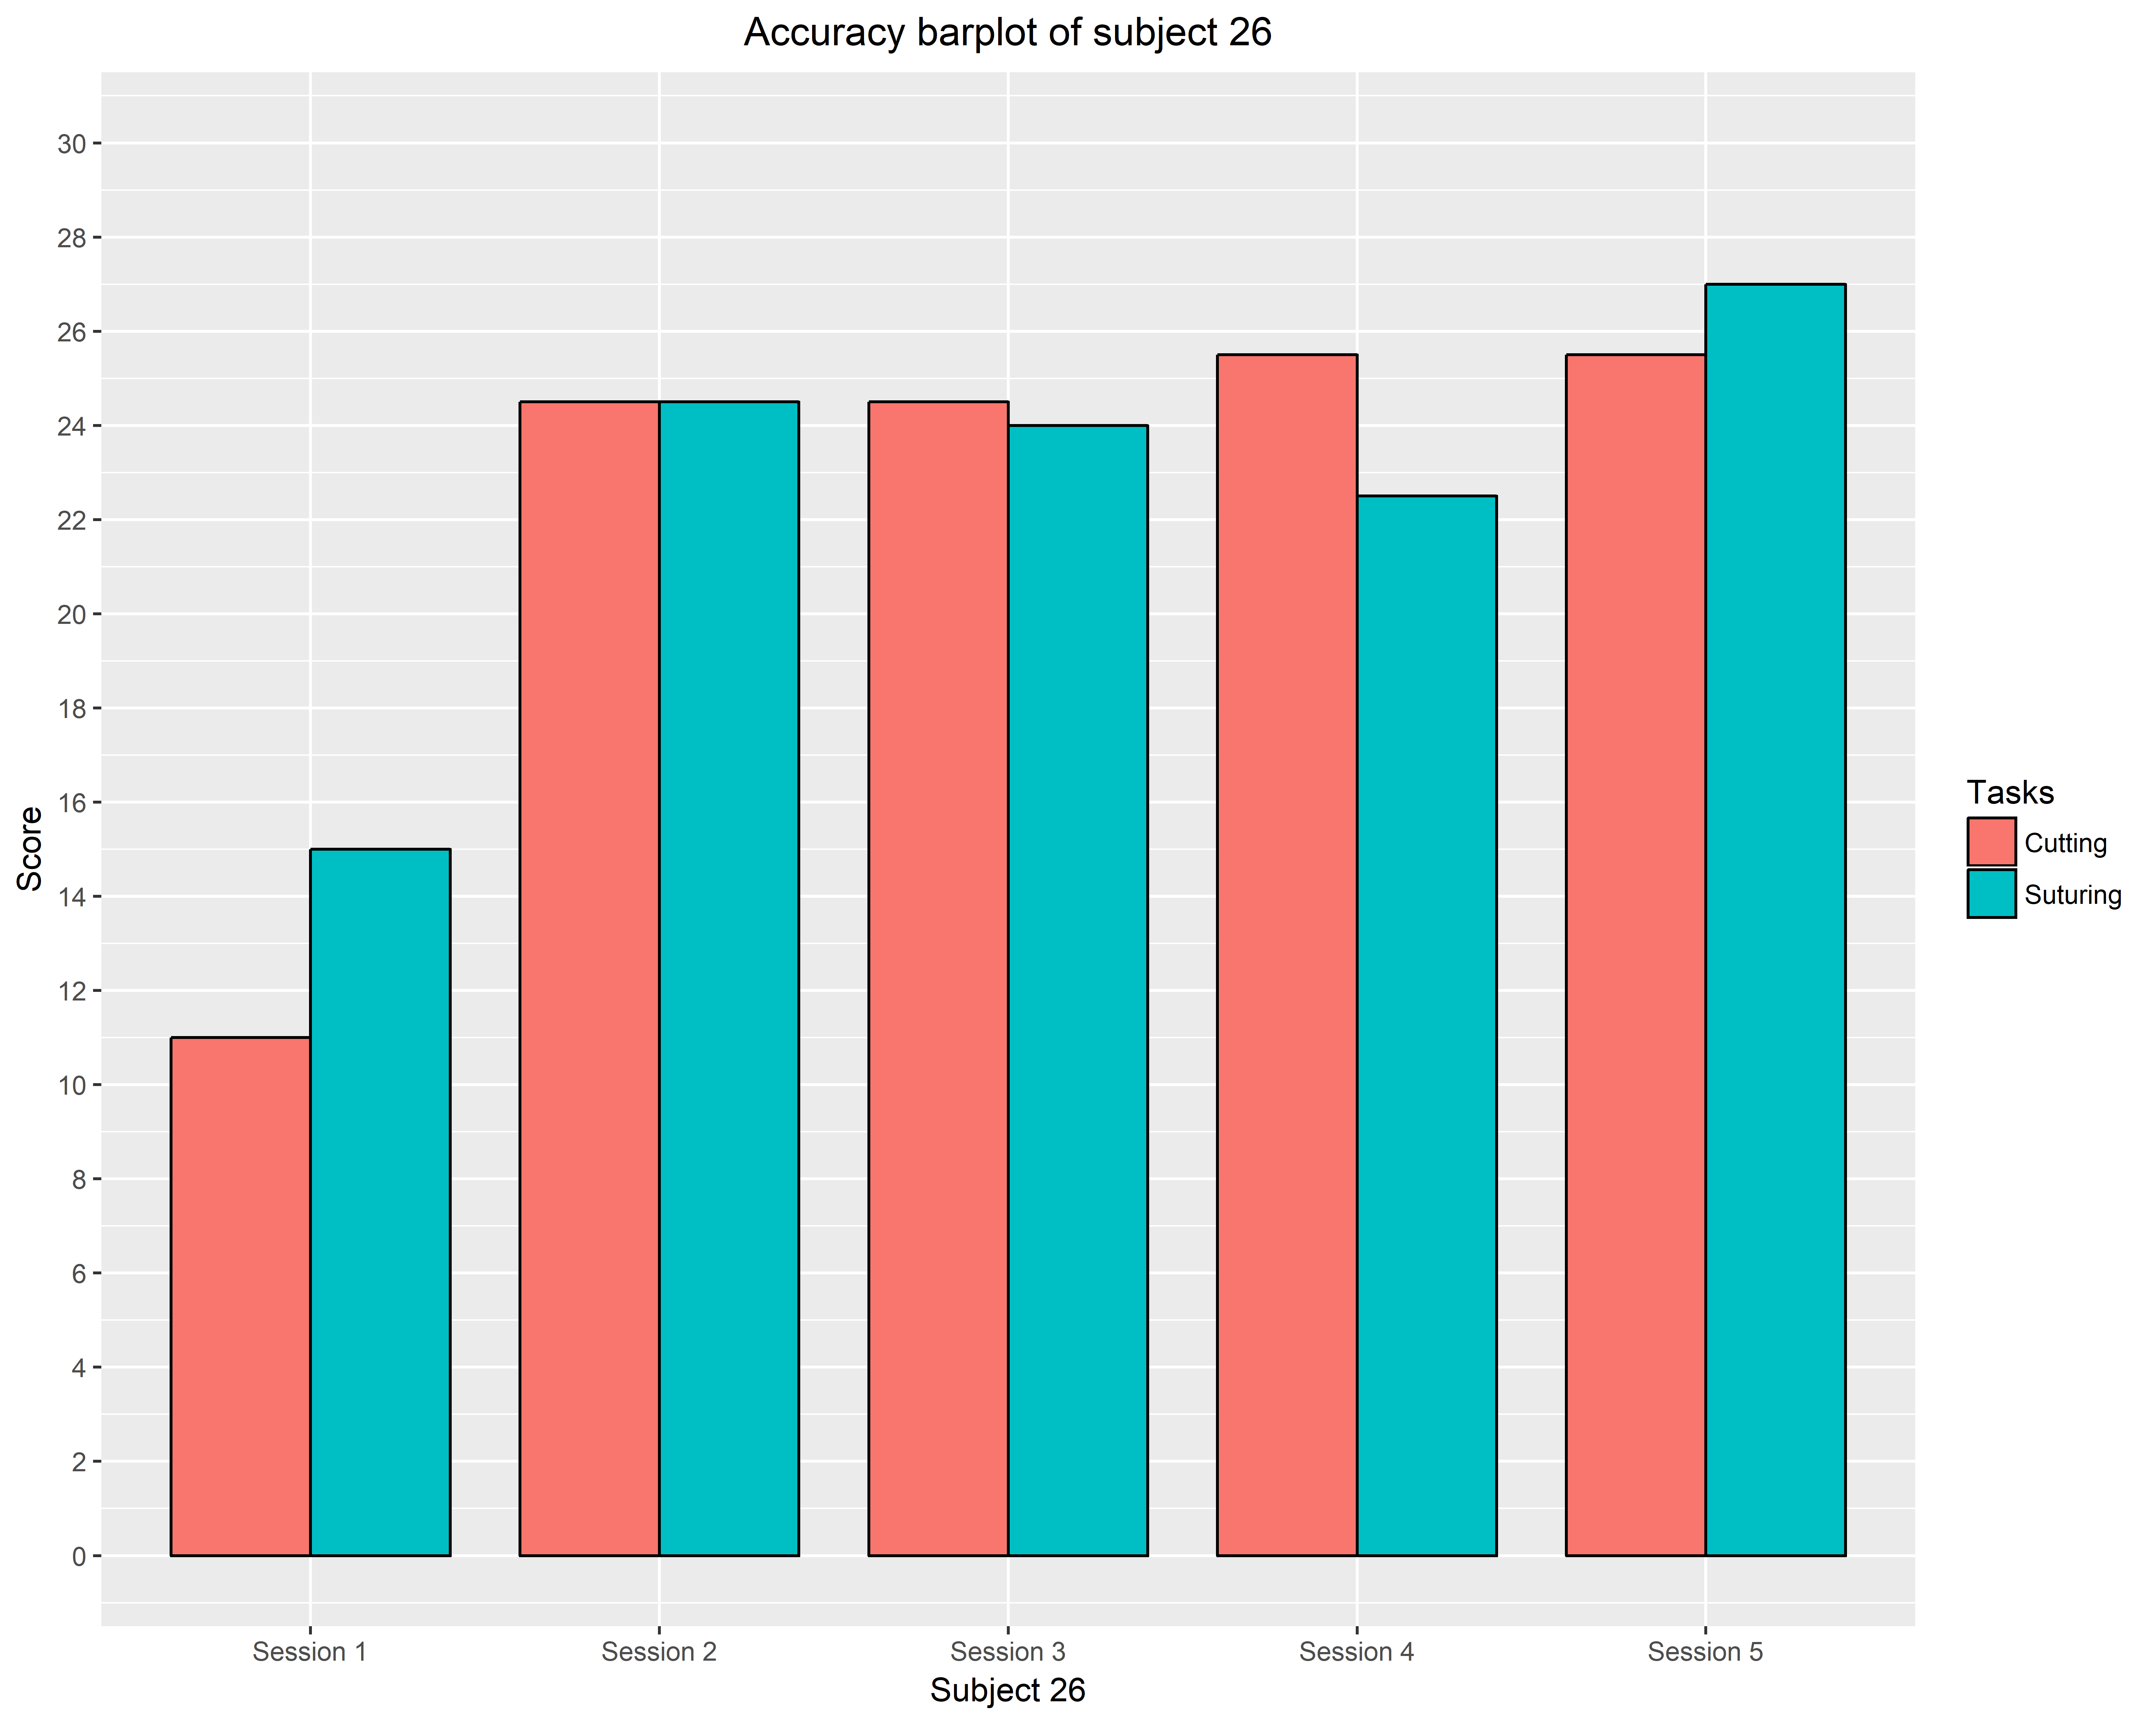 Accuracy barplot of subject 26
30
28
26
24
22
20
18
16
14
12
10
8
6
4
2
0
Score
Session 1 Session 2 Session 3 Session 4 Session 5
Subject 26
Tasks
Cutting
Suturing